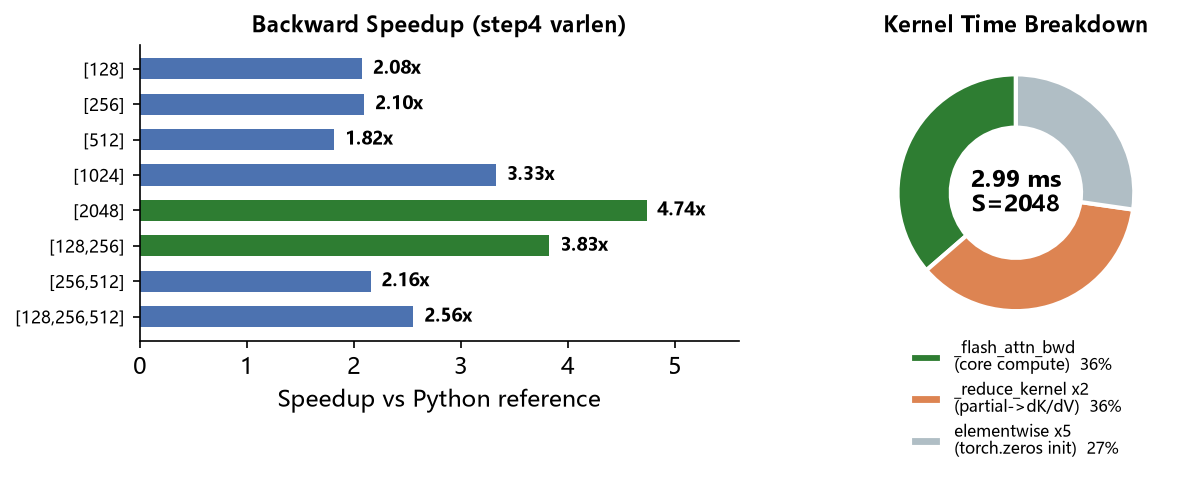 Backward Speedup (step4 varlen)
[128]
2.08x
[256]
2.10x
[512]
1.82x
[1024]
3.33x
[2048]
4.74x
[128,256]
3.83x
[256,512]
2.16x
[128,256,512]
2.56x
0 1 2 3 4 5
Speedup vs Python reference
Kernel Time Breakdown
2.99 ms
S=2048
_flash_attn_bwd
(core compute) 36%
_reduce_kernel x2
(partial->dK/dV) 36%
elementwise x5
(torch.zeros init) 27%